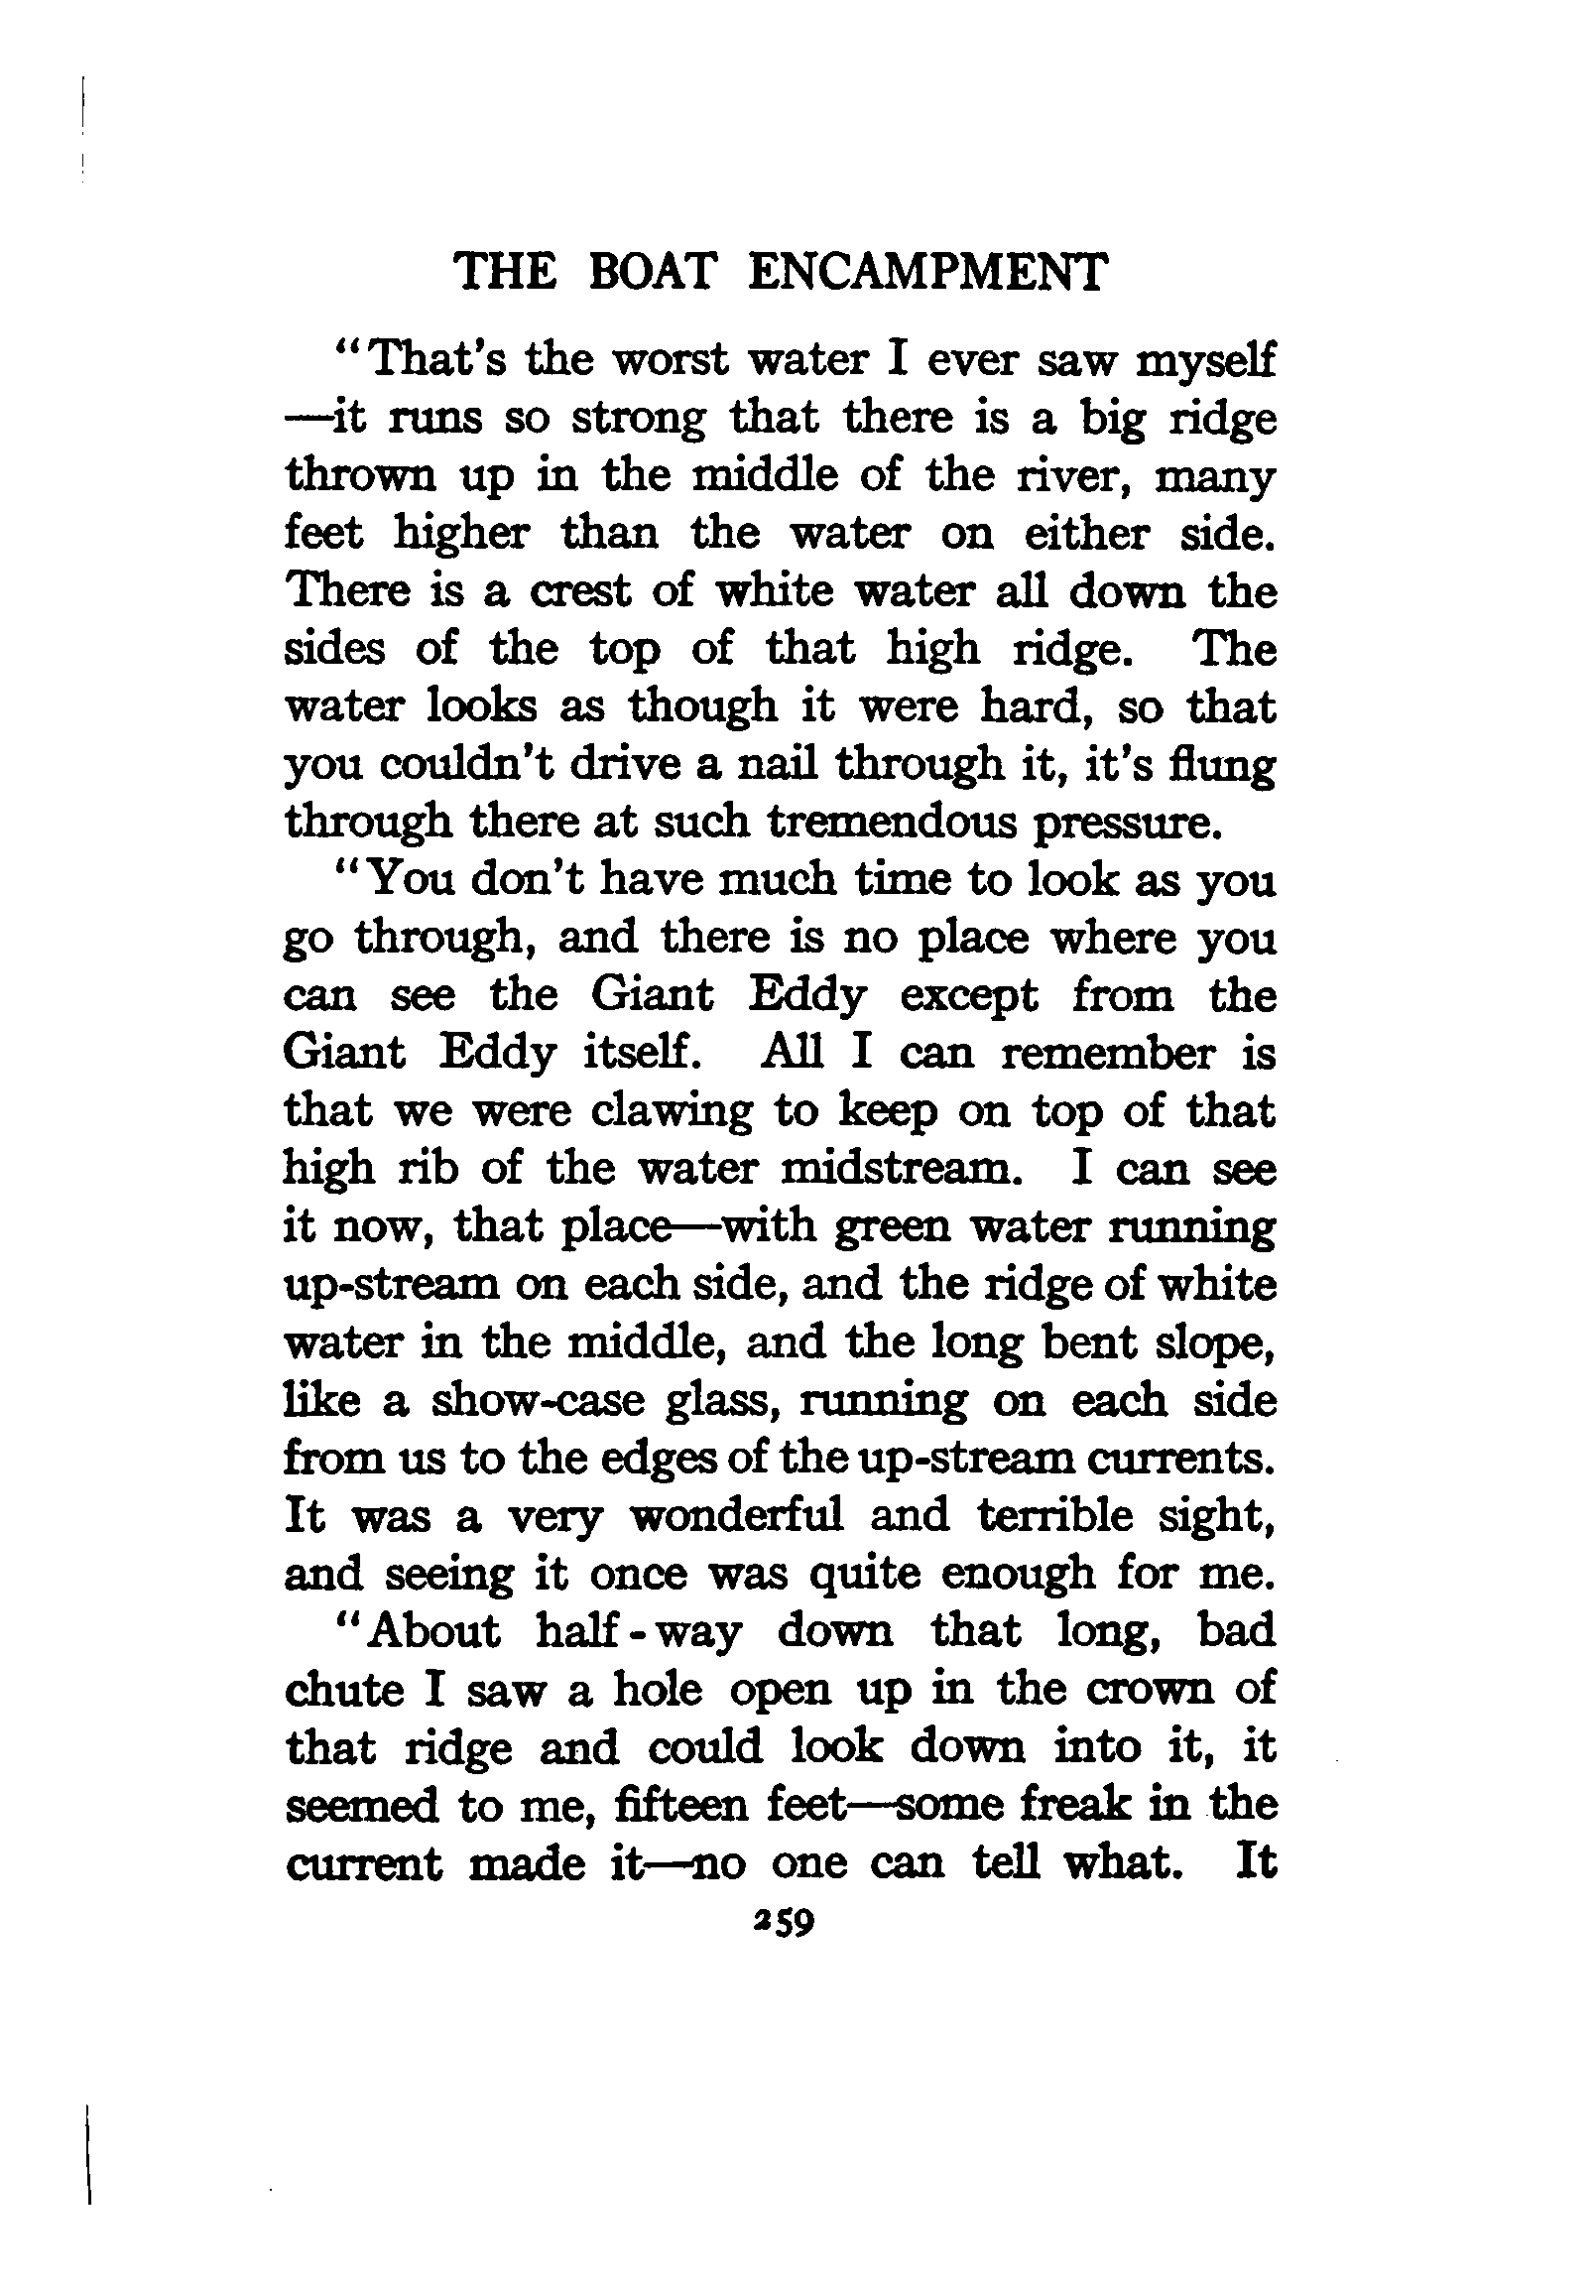 THE BOAT ENCAMPMENT
"That's the worst water I ever saw myself
—it runs so strong that there is a big ridge
thrown up in the middle of the river, many
feet higher than the water on either side.
There is a crest of white water all down the
sides of the top of that high ridge. The
water looks as though it were hard, so that
you couldn't drive a nail through it, it's flung
through there at such tremendous pressure.
"You don't have much time to look as you
go through, and there is no place where you
can see the Giant Eddy except from the
Giant Eddy itself. All I can remember is
that we were clawing to keep on top of that
high rib of the water midstream. I can see
it now, that place—with green water running
up-stream on each side, and the ridge of white
water in the middle, and the long bent slope,
like a show-case glass, running on each side
from us to the edges of the up-stream currents.
It was a very wonderful and terrible sight,
and seeing it once was quite enough for me.
"About half-way down that long, bad
chute I saw a hole open up in the crown of
that ridge and could look down into it, it
seemed to me, fifteen feet—some freak in the
current made it—no one can tell what. It
259